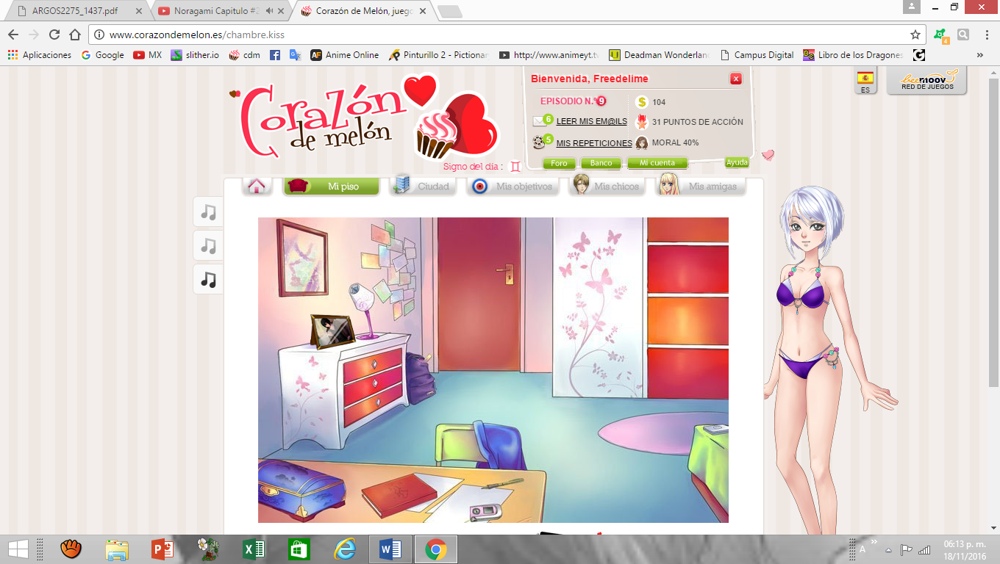 ARGOS2275_1437.pdf
Noragami Capitulo #2
Corazón de Melón, juego
www.corazondemelon.es/chambre.kiss
4
Aplicaciones
Google
MX
slither.io
cdm
Anime Online
Pinturillo 2 - Pictionar
http://www.animeyt.tv
Deadman Wonderlan
Campus Digital
Libro de los Dragones
»
Corazón
de melón
Signo del día :
Bienvenida, Freedelime
x
EPISODIO N.º 9
$ 104
6 LEER MIS EM@ILS
31 PUNTOS DE ACCIÓN
5 MIS REPETICIONES
MORAL 40%
Foro
Banco
Mi cuenta
Ayuda
ES
beemoov
RED DE JUEGOS
Mi piso
Ciudad
Mis objetivos
Mis chicos
Mis amigas
A
»
06:13 p. m.
18/11/2016